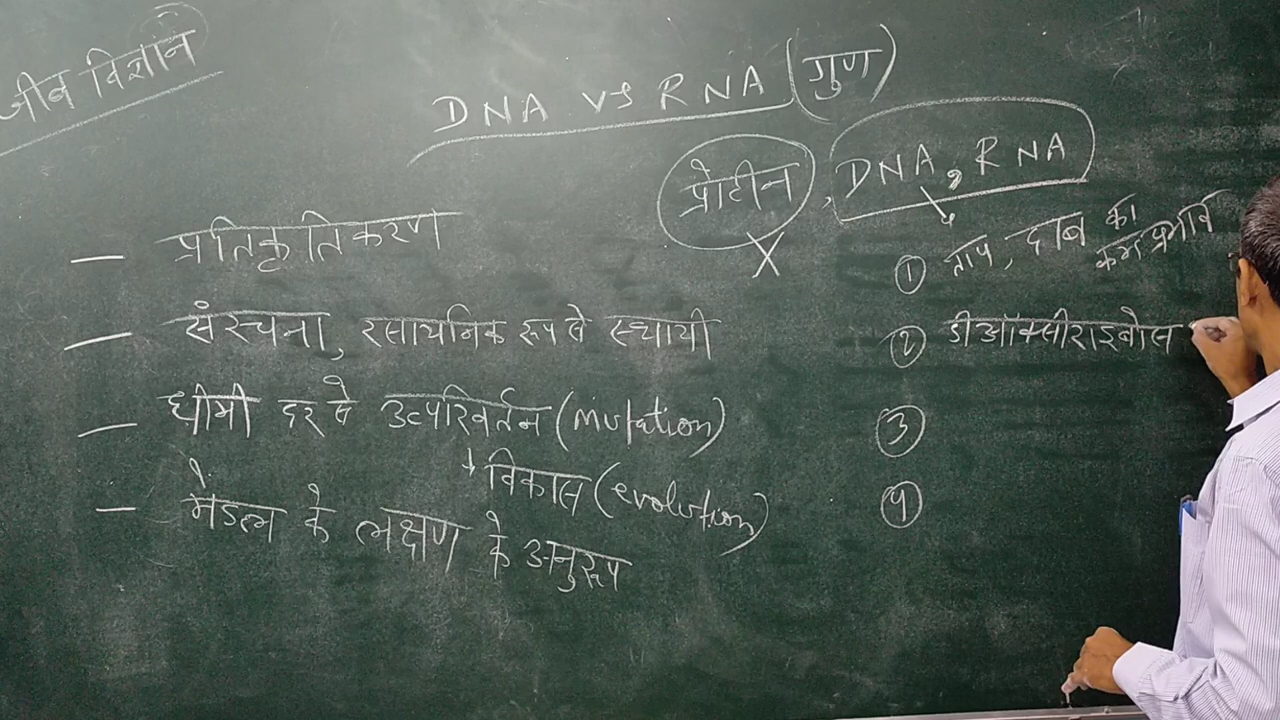 जीव विज्ञान
DNA vs RNA (गुण)
प्रोटीन, DNA, RNA
X
— प्रतिकृतिकरण
— संरचना, रसायनिक रूप से स्थायी
— धीमी दर से उत्परिवर्तन (mutation)
↓ विकास (evolution)
— मेंडल के लक्षण के अनुरूप
① ताप, दाब का
कम प्रभाव
② डीऑक्सीराइबोस
③
④